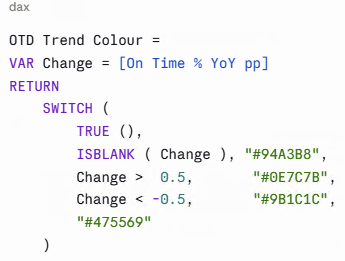 dax
OTD Trend Colour =
VAR Change = [On Time % YoY pp]
RETURN
    SWITCH (
        TRUE (),
        ISBLANK ( Change ), "#94A3B8",
        Change >  0.5,       "#0E7C7B",
        Change < -0.5,       "#9B1C1C",
        "#475569"
    )